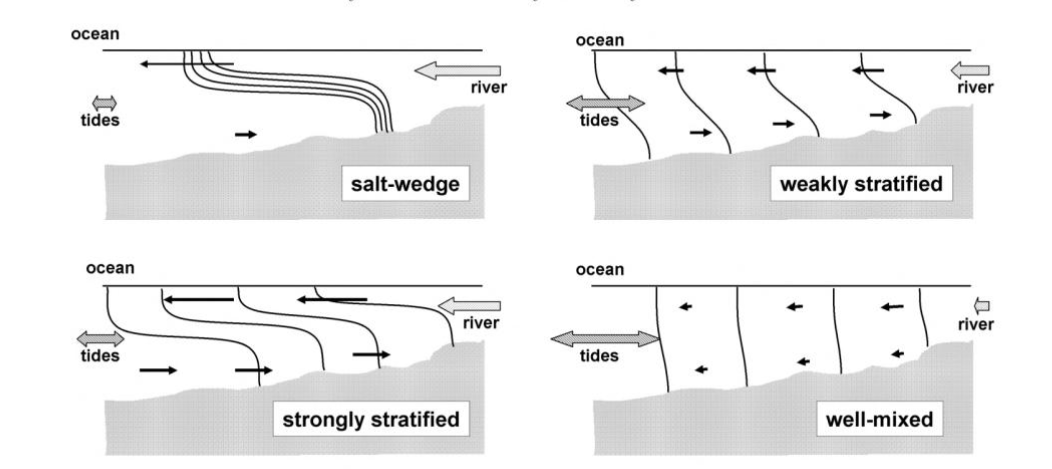 ocean
river
tides
salt-wedge
ocean
river
tides
weakly stratified
ocean
river
tides
strongly stratified
ocean
river
tides
well-mixed